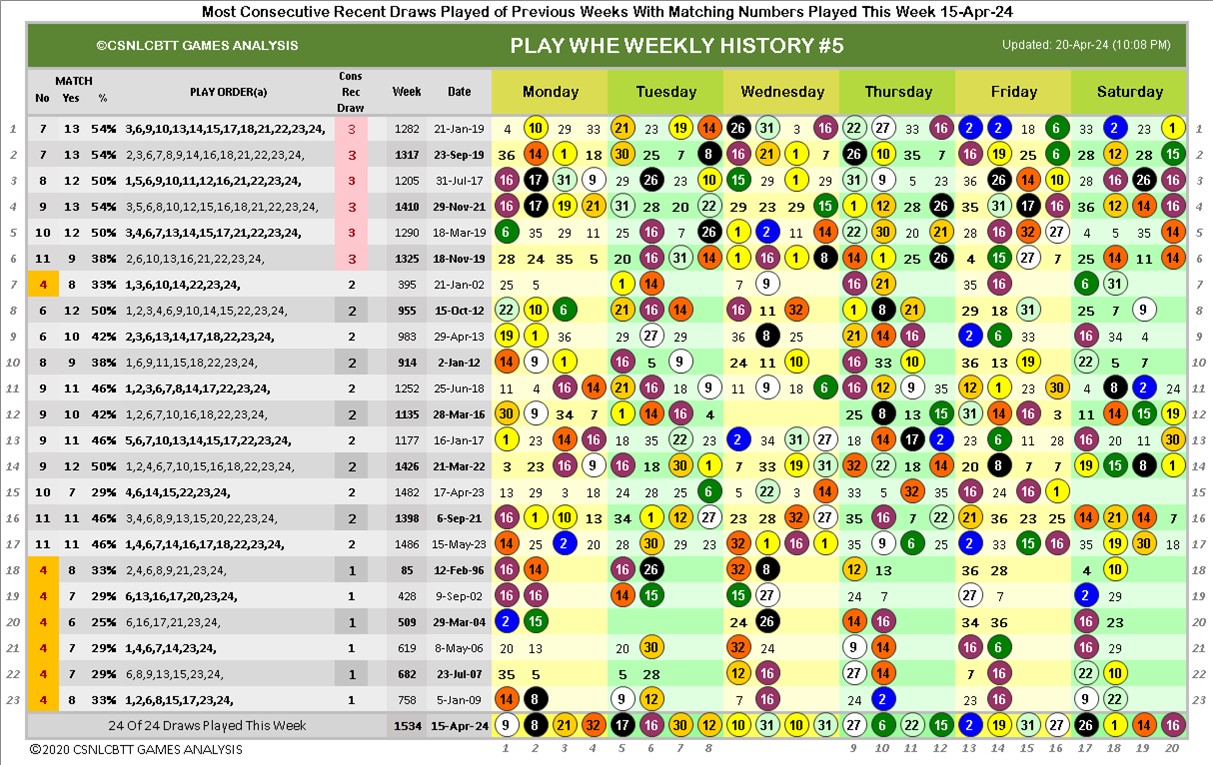 Most Consecutive Recent Draws Played of Previous Weeks With Matching Numbers Played This Week 15-Apr-24
©CSNLCBTT GAMES ANALYSIS PLAY WHE WEEKLY HISTORY #5 Updated: 20-Apr-24 (10:08 PM)
No MATCH Yes % PLAY ORDER(a) Cons Rec Draw Week Date Monday Tuesday Wednesday Thursday Friday Saturday
1 13 54% 3,6,9,10,13,14,15,17,18,21,22,23,24, 3 1282 21-Jan-19 4 10 29 33 21 23 19 14 26 31 3 16 22 27 33 16 2 2 18 6 33 2 23 1 1
2 13 54% 2,3,6,7,8,9,14,16,18,21,22,23,24, 3 1317 23-Sep-19 36 14 1 18 30 25 7 8 16 21 1 7 26 10 35 7 16 19 25 6 28 12 28 15 2
3 12 50% 1,5,6,9,10,11,12,16,21,22,23,24, 3 1205 31-Jul-17 16 17 31 9 29 26 23 10 15 29 1 29 31 9 5 23 36 26 14 10 28 16 19 26 16 3
4 9 13 54% 3,5,6,8,10,12,15,16,18,21,22,23,24, 3 1410 29-Nov-21 16 17 19 21 31 28 20 22 29 23 29 15 1 12 28 26 35 31 17 16 36 12 14 16 4
5 10 12 50% 3,4,6,7,13,14,15,17,21,22,23,24, 3 1290 18-Mar-19 6 35 29 11 25 16 7 26 1 2 11 14 22 30 20 21 28 16 32 27 4 5 35 14 5
6 11 9 38% 2,6,10,13,16,21,22,23,24, 3 1325 18-Nov-19 28 24 35 5 20 16 31 14 1 16 1 8 14 1 25 26 4 15 27 7 25 14 11 14 6
7 4 8 33% 1,3,6,10,14,22,23,24, 2 395 21-Jan-02 25 5 1 14 7 9 16 21 35 16 6 31 7
8 6 12 50% 1,2,3,4,6,9,10,14,15,22,23,24, 2 955 15-Oct-12 22 10 6 21 16 14 16 11 32 1 8 21 29 18 31 25 7 9 8
9 6 10 42% 2,3,6,13,14,17,18,22,23,24, 2 983 29-Apr-13 19 1 36 29 27 29 36 8 25 21 14 16 2 6 33 16 34 4 9
10 8 9 38% 1,6,9,11,15,18,22,23,24, 2 914 2-Jan-12 14 9 1 16 5 9 24 11 10 16 33 10 36 13 19 22 5 7 10
11 9 11 46% 1,2,3,6,7,8,14,17,22,23,24, 2 1252 25-Jun-18 11 4 16 14 21 16 18 9 11 9 18 6 16 12 9 35 12 1 23 30 4 8 2 24 11
12 9 10 42% 1,2,6,7,10,16,18,22,23,24, 2 1135 28-Mar-16 30 9 34 7 1 14 16 4 25 8 13 15 31 14 16 3 11 14 15 19 12
13 9 11 46% 5,6,7,10,13,14,15,17,22,23,24, 2 1177 16-Jan-17 1 23 14 16 18 35 22 23 2 34 31 27 18 14 17 2 23 6 11 28 16 20 11 30 13
14 9 12 50% 1,2,4,6,7,10,15,16,18,22,23,24, 2 1426 21-Mar-22 3 23 16 9 16 18 30 1 7 33 19 31 32 22 18 14 20 8 7 7 19 15 8 1 14
15 10 7 29% 4,6,14,15,22,23,24, 2 1482 17-Apr-23 13 29 3 18 24 28 25 6 5 22 3 14 33 5 32 35 16 24 16 1 15
16 11 11 46% 3,4,6,8,9,13,15,20,22,23,24, 2 1398 6-Sep-21 16 1 10 13 34 1 12 27 23 28 32 27 35 16 7 22 21 36 23 25 14 21 14 7 16
17 11 11 46% 1,4,6,7,14,16,17,18,22,23,24, 2 1486 15-May-23 14 25 2 20 28 30 29 23 32 1 16 1 35 9 6 25 2 33 15 16 35 19 30 18 17
18 4 8 33% 2,4,6,8,9,21,23,24, 1 85 12-Feb-96 16 14 16 26 32 8 12 13 36 28 4 10 18
19 4 7 29% 6,13,16,17,20,23,24, 1 428 9-Sep-02 16 16 14 15 15 27 24 7 27 7 2 29 19
20 4 6 25% 6,16,17,21,23,24, 1 509 29-Mar-04 2 15 24 26 14 16 34 36 16 23 20
21 4 7 29% 1,4,6,7,14,23,24, 1 619 8-May-06 20 13 20 30 32 24 9 14 16 6 16 29 21
22 4 7 29% 6,8,9,13,15,23,24, 1 682 23-Jul-07 35 5 5 28 12 16 27 14 7 16 22 10 22
23 4 8 33% 1,2,6,8,15,17,23,24, 1 758 5-Jan-09 14 8 9 12 7 16 24 2 23 16 9 22 23
24 Of 24 Draws Played This Week 1534 15-Apr-24 9 8 21 32 17 16 30 12 10 31 10 31 27 6 22 15 2 19 31 27 26 1 14 16
©2020 CSNLCBTT GAMES ANALYSIS 1 2 3 4 5 6 7 8 9 10 11 12 13 14 15 16 17 18 19 20